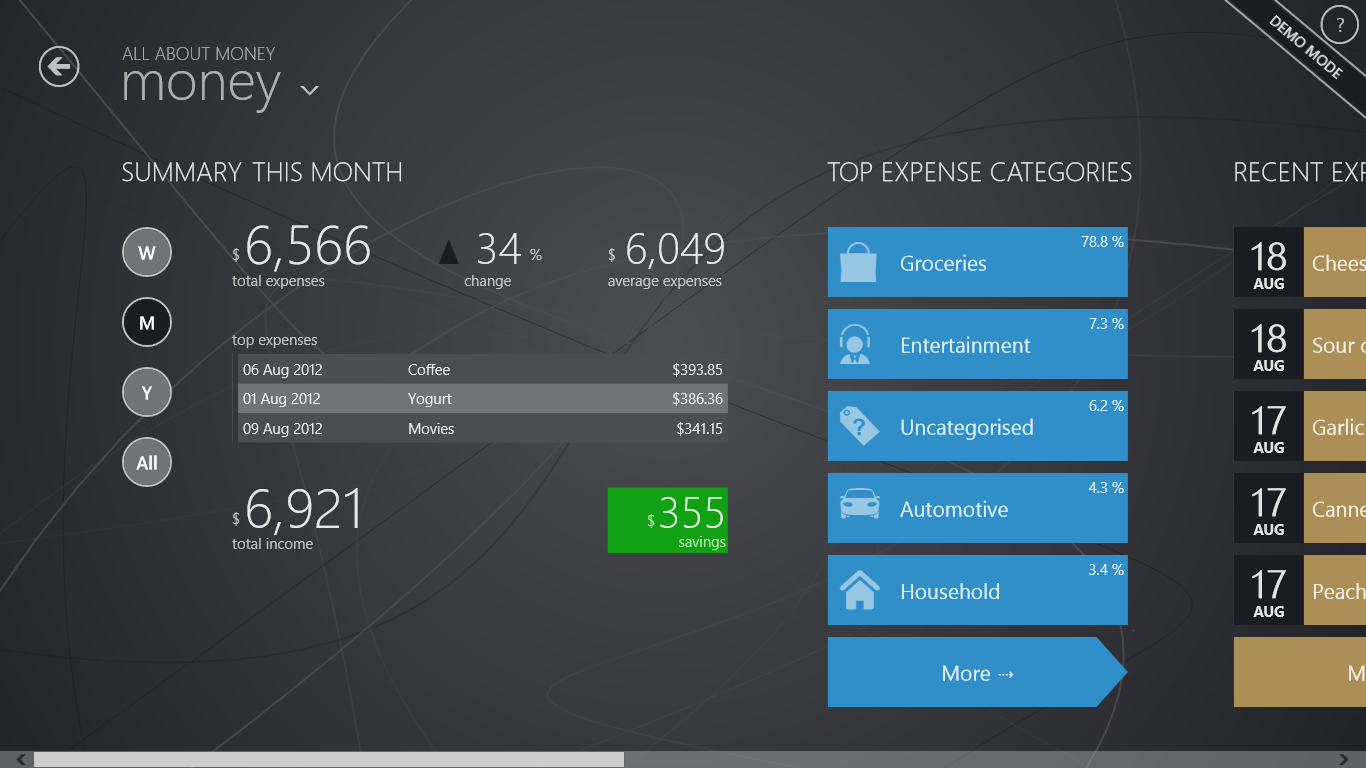 ALL ABOUT MONEY
money
DEMO MODE
?
SUMMARY THIS MONTH
W
M
Y
All
$ 6,566
total expenses
34 %
change
$ 6,049
average expenses
top expenses
06 Aug 2012 Coffee $393.85
01 Aug 2012 Yogurt $386.36
09 Aug 2012 Movies $341.15
$ 6,921
total income
$ 355
savings
TOP EXPENSE CATEGORIES
78.8 %
Groceries
7.3 %
Entertainment
6.2 %
?
Uncategorised
4.3 %
Automotive
3.4 %
Household
More ⇢
RECENT EXP
18
AUG
Chees
18
AUG
Sour
17
AUG
Garlic
17
AUG
Canne
17
AUG
Peach
M